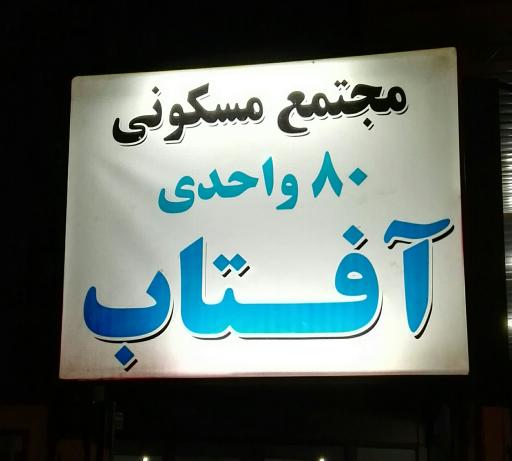 مجتمع مسکونی
۸۰ واحدی
آفتاب